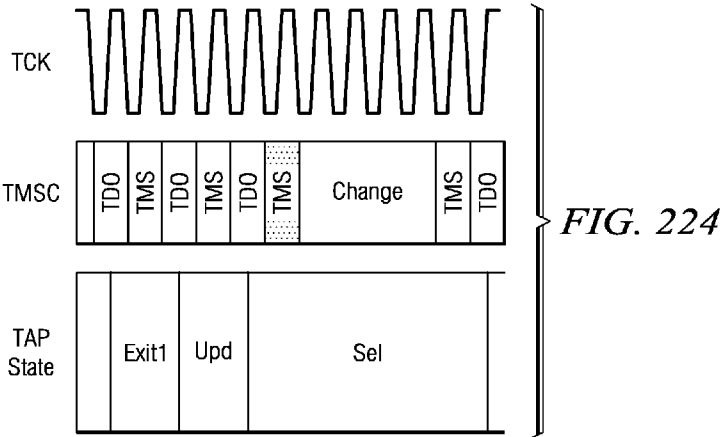 TCK
TMSC TDO TMS TDO TMS TDO TMS Change TMS TDO
FIG. 224
TAP State Exit1 Upd Sel